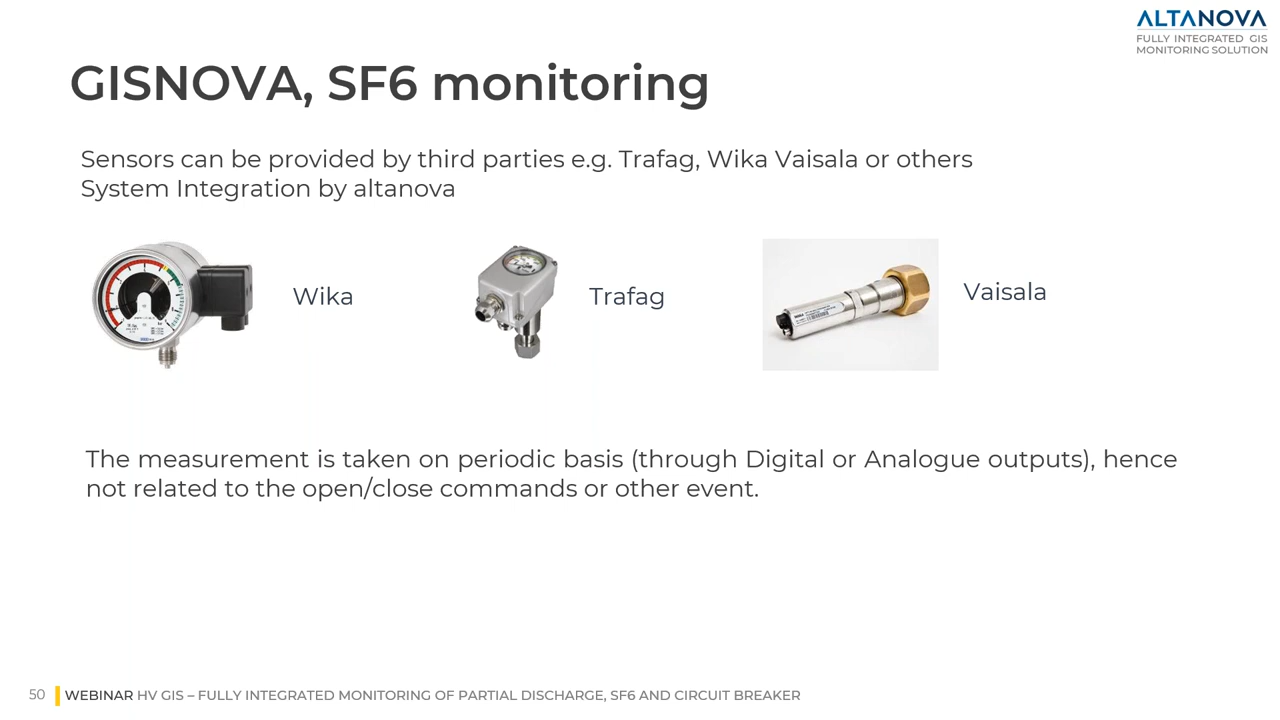 ALTANOVA
FULLY INTEGRATED GIS
MONITORING SOLUTION
GISNOVA, SF6 monitoring
Sensors can be provided by third parties e.g. Trafag, Wika Vaisala or others
System Integration by altanova
Wika
Trafag
Vaisala
The measurement is taken on periodic basis (through Digital or Analogue outputs), hence
not related to the open/close commands or other event.
50
WEBINAR HV GIS – FULLY INTEGRATED MONITORING OF PARTIAL DISCHARGE, SF6 AND CIRCUIT BREAKER